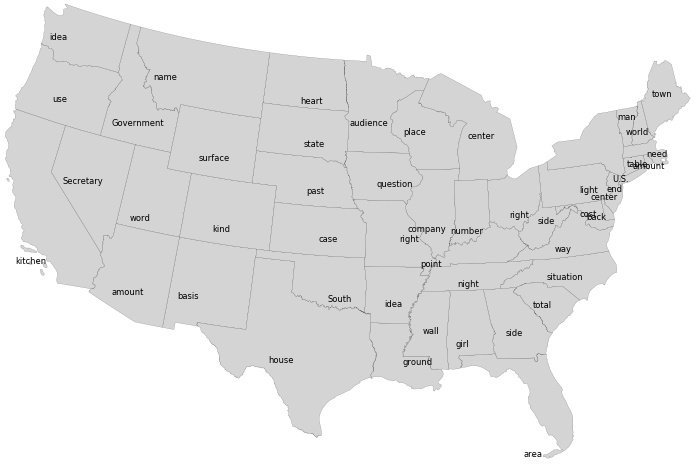 idea
name
use
Government
heart
audience
place
center
town
man
world
state
surface
question
need
table
amount
Secretary
past
light
U.S.
end
center
word
kind
case
company
right
number
right
side
cost
back
way
kitchen
point
amount
basis
South
idea
night
situation
total
wall
girl
side
house
ground
area